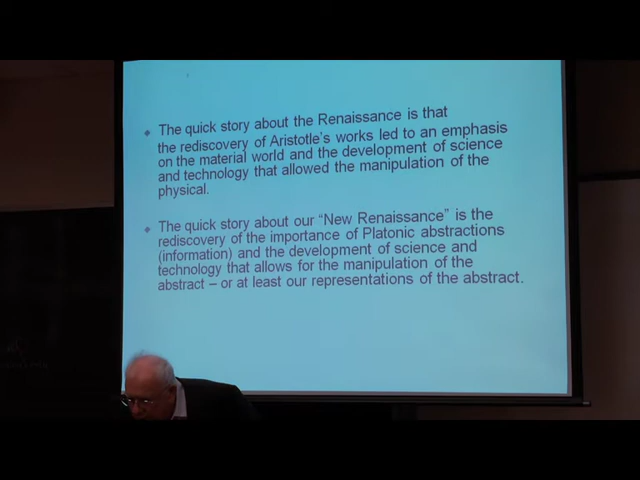 The quick story about the Renaissance is that
the rediscovery of Aristotle's works led to an emphasis
on the material world and the development of science
and technology that allowed the manipulation of the
physical.
The quick story about our "New Renaissance" is the
rediscovery of the importance of Platonic abstractions
(information) and the development of science and
technology that allows for the manipulation of the
abstract – or at least our representations of the abstract.